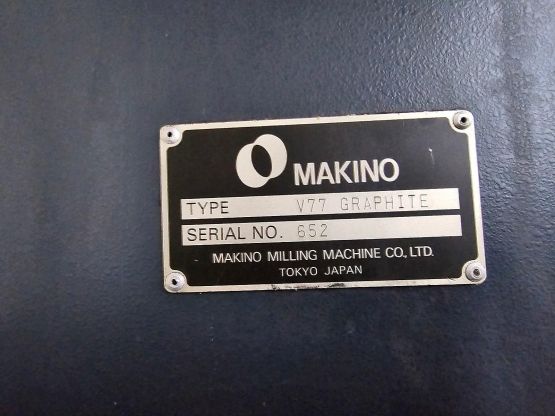 MAKINO
TYPE V77 GRAPHITE
SERIAL NO. 652
MAKINO MILLING MACHINE CO., LTD.
TOKYO JAPAN